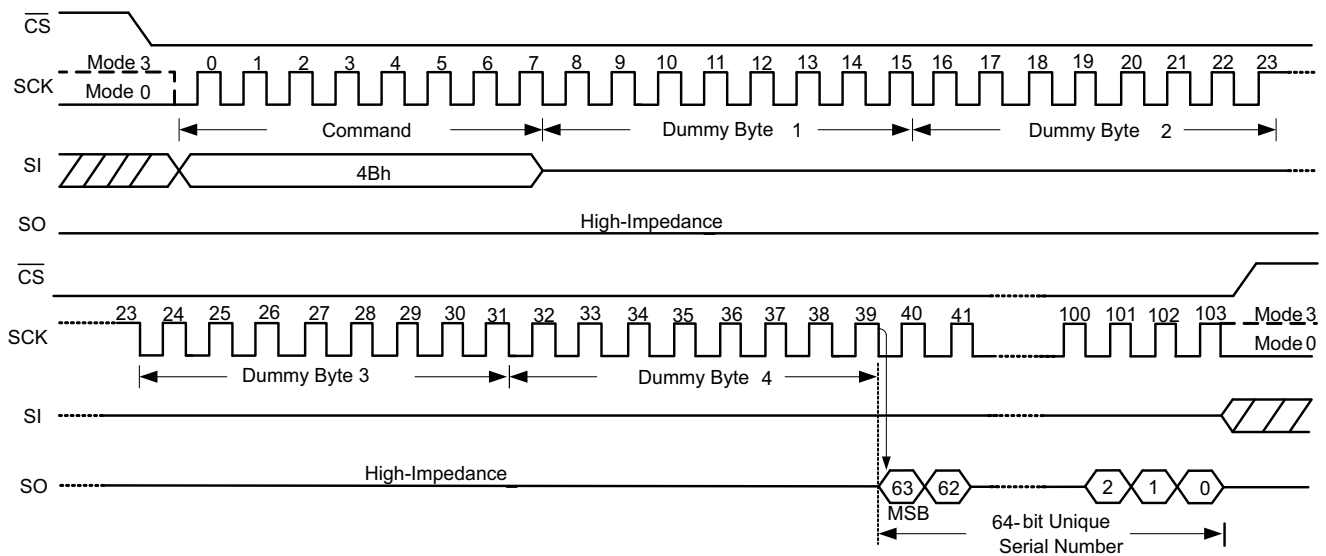 CS
Mode 3 0 1 2 3 4 5 6 7 8 9 10 11 12 13 14 15 16 17 18 19 20 21 22 23
SCK
Mode 0
Command Dummy Byte 1 Dummy Byte 2
SI 4Bh
SO High-Impedance
CS
23 24 25 26 27 28 29 30 31 32 33 34 35 36 37 38 39 40 41 100 101 102 103 Mode 3
SCK Mode 0
Dummy Byte 3 Dummy Byte 4
SI
High-Impedance
SO 63 62 2 1 0
MSB 64-bit Unique
Serial Number